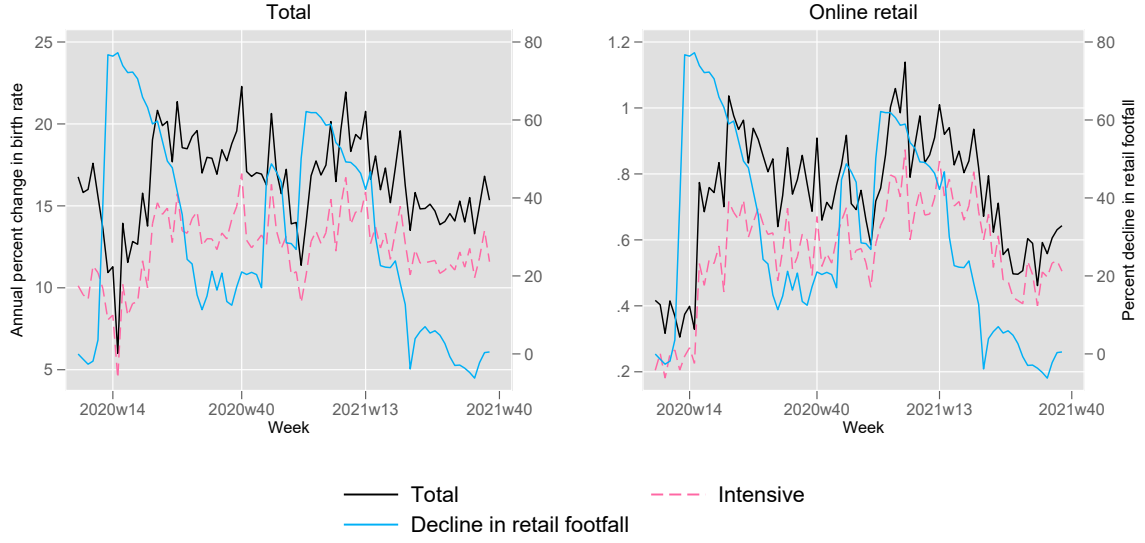 Total
Online retail
Annual percent change in birth rate
25
20
15
10
5
80
60
40
20
0
2020w14
2020w40
2021w13
2021w40
Week
1.2
1
.8
.6
.4
.2
80
60
40
20
0
Percent decline in retail footfall
2020w14
2020w40
2021w13
2021w40
Week
Total
Intensive
Decline in retail footfall